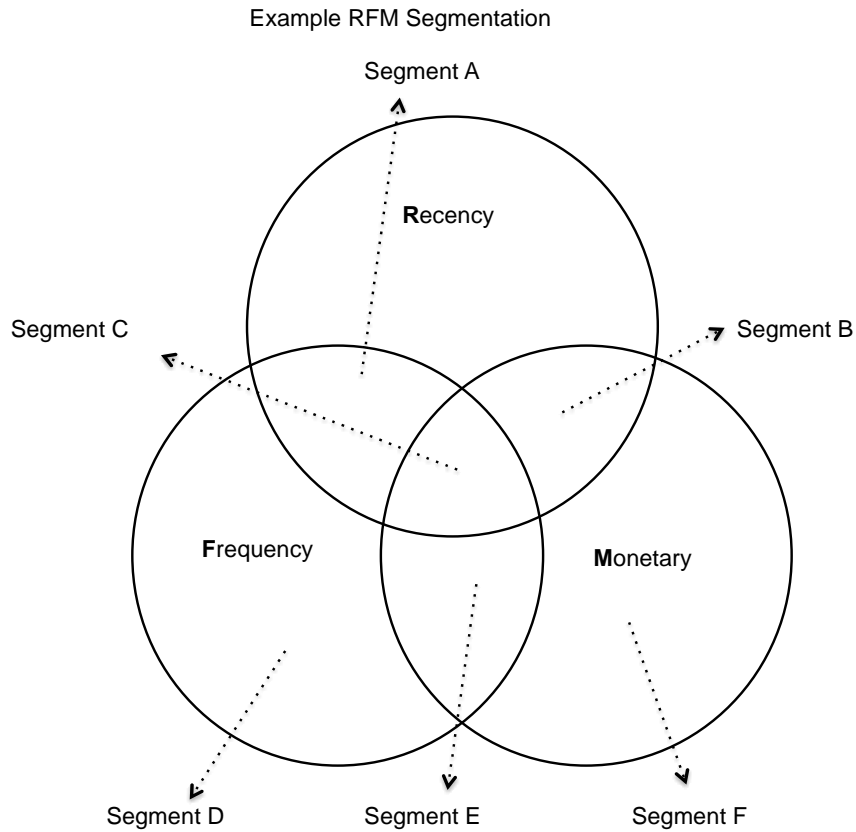 Example RFM Segmentation
Segment A
Recency
Segment C
Segment B
Frequency
Monetary
Segment D
Segment E
Segment F